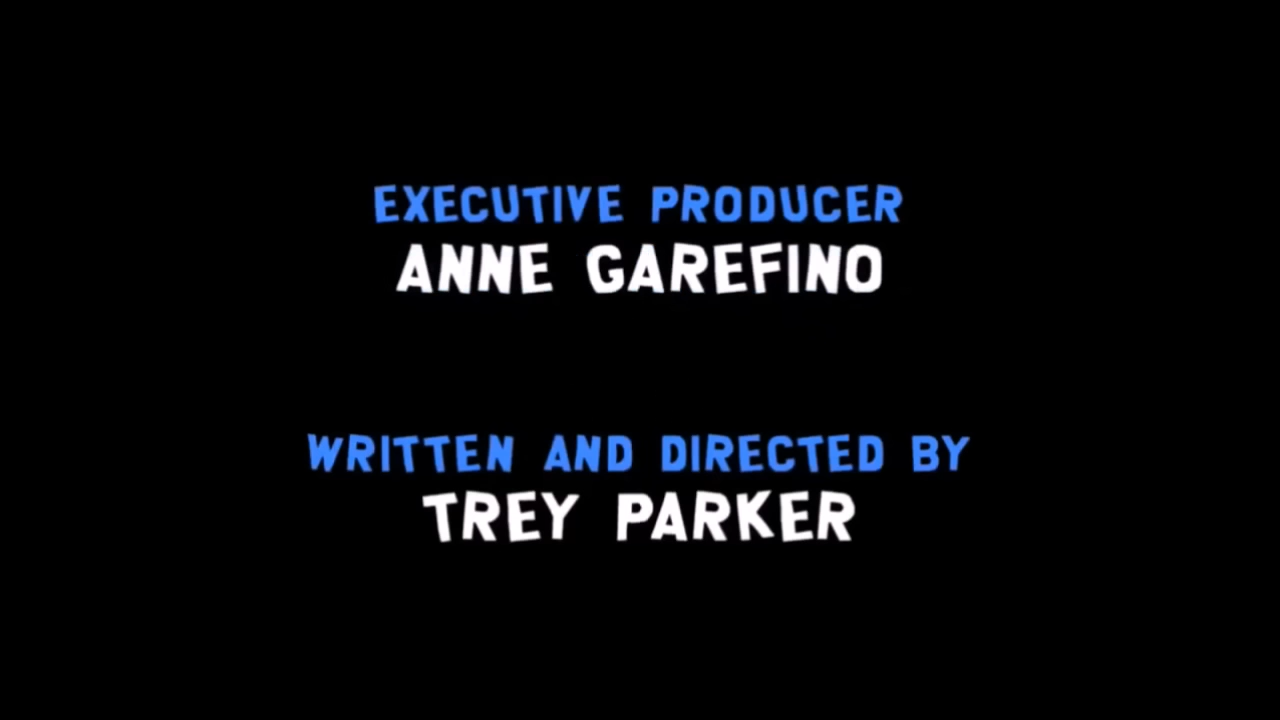 EXECUTIVE PRODUCER
ANNE GAREFINO
WRITTEN AND DIRECTED BY
TREY PARKER